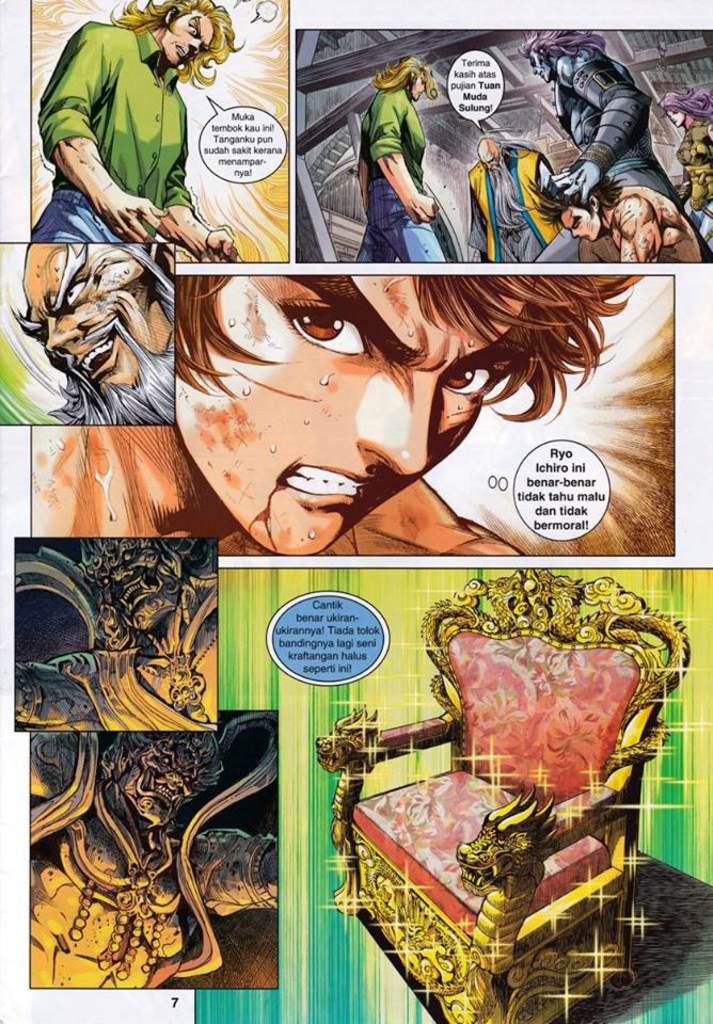 Muka
tembok kau ini!
Tanganku pun
sudah sakit kerana
menampar-
nya!
Terima
kasih atas
pujian Tuan
Muda
Sulung!
Ryo
Ichiro ini
benar-benar
tidak tahu malu
dan tidak
bermoral!
Cantik
benar ukiran-
ukirannya! Tiada tolok
bandingnya lagi seni
kraftangan halus
seperti ini!
7